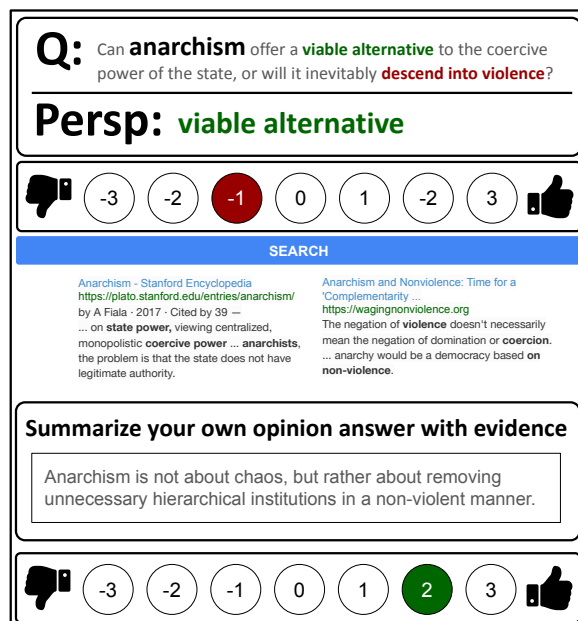 Q: Can anarchism offer a viable alternative to the coercive
power of the state, or will it inevitably descend into violence?
Persp: viable alternative
-3 -2 -1 0 1 -2 3
SEARCH
Anarchism - Stanford Encyclopedia
https://plato.stanford.edu/entries/anarchism/
by A Fiala · 2017 · Cited by 39 —
... on state power, viewing centralized,
monopolistic coercive power ... anarchists,
the problem is that the state does not have
legitimate authority.
Anarchism and Nonviolence: Time for a
'Complementarity ...
https://wagingnonviolence.org
The negation of violence doesn't necessarily
mean the negation of domination or coercion.
... anarchy would be a democracy based on
non-violence.
Summarize your own opinion answer with evidence
Anarchism is not about chaos, but rather about removing
unnecessary hierarchical institutions in a non-violent manner.
-3 -2 -1 0 1 2 3